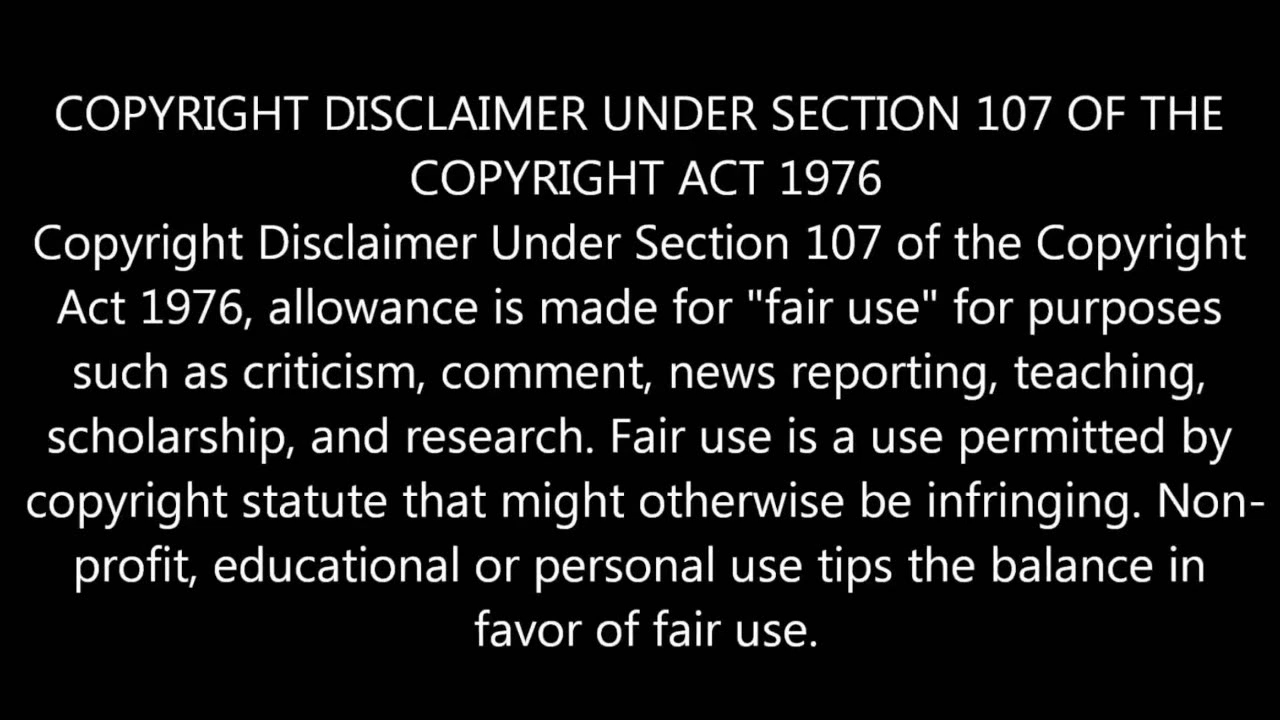 COPYRIGHT DISCLAIMER UNDER SECTION 107 OF THE
COPYRIGHT ACT 1976
Copyright Disclaimer Under Section 107 of the Copyright
Act 1976, allowance is made for "fair use" for purposes
such as criticism, comment, news reporting, teaching,
scholarship, and research. Fair use is a use permitted by
copyright statute that might otherwise be infringing. Non-
profit, educational or personal use tips the balance in
favor of fair use.